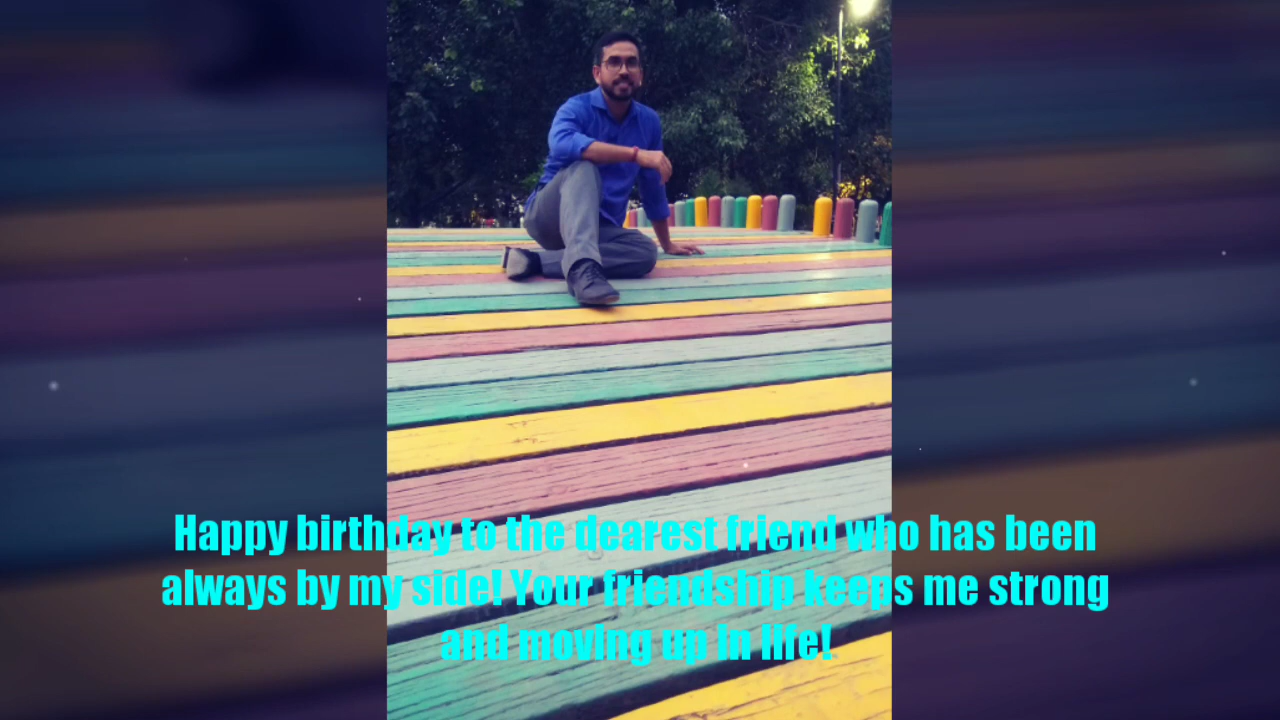 Happy birthday to the dearest friend who has been
always by my side! Your friendship keeps me strong
and moving up in life!